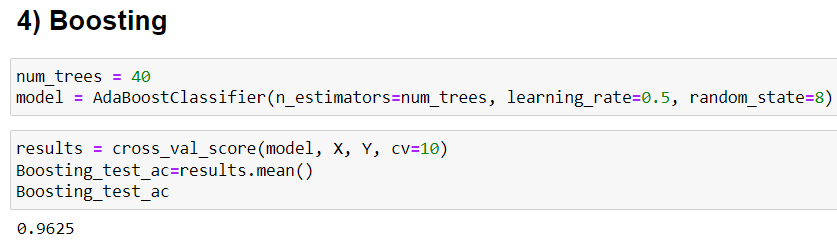 4) Boosting
num_trees = 40
model = AdaBoostClassifier(n_estimators=num_trees, learning_rate=0.5, random_state=8)
results = cross_val_score(model, X, Y, cv=10)
Boosting_test_ac=results.mean()
Boosting_test_ac
0.9625